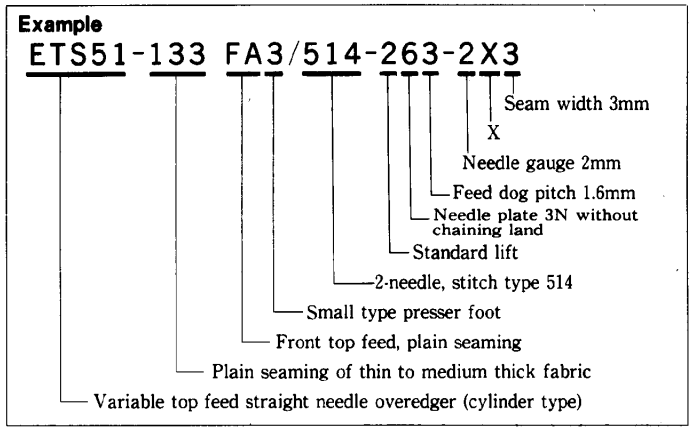 Example
ETS51-133 FA3/514-263-2X3
Seam width 3mm
X
Needle gauge 2mm
Feed dog pitch 1.6mm
Needle plate 3N without
chaining land
Standard lift
2-needle, stitch type 514
Small type presser foot
Front top feed, plain seaming
Plain seaming of thin to medium thick fabric
Variable top feed straight needle overedger (cylinder type)